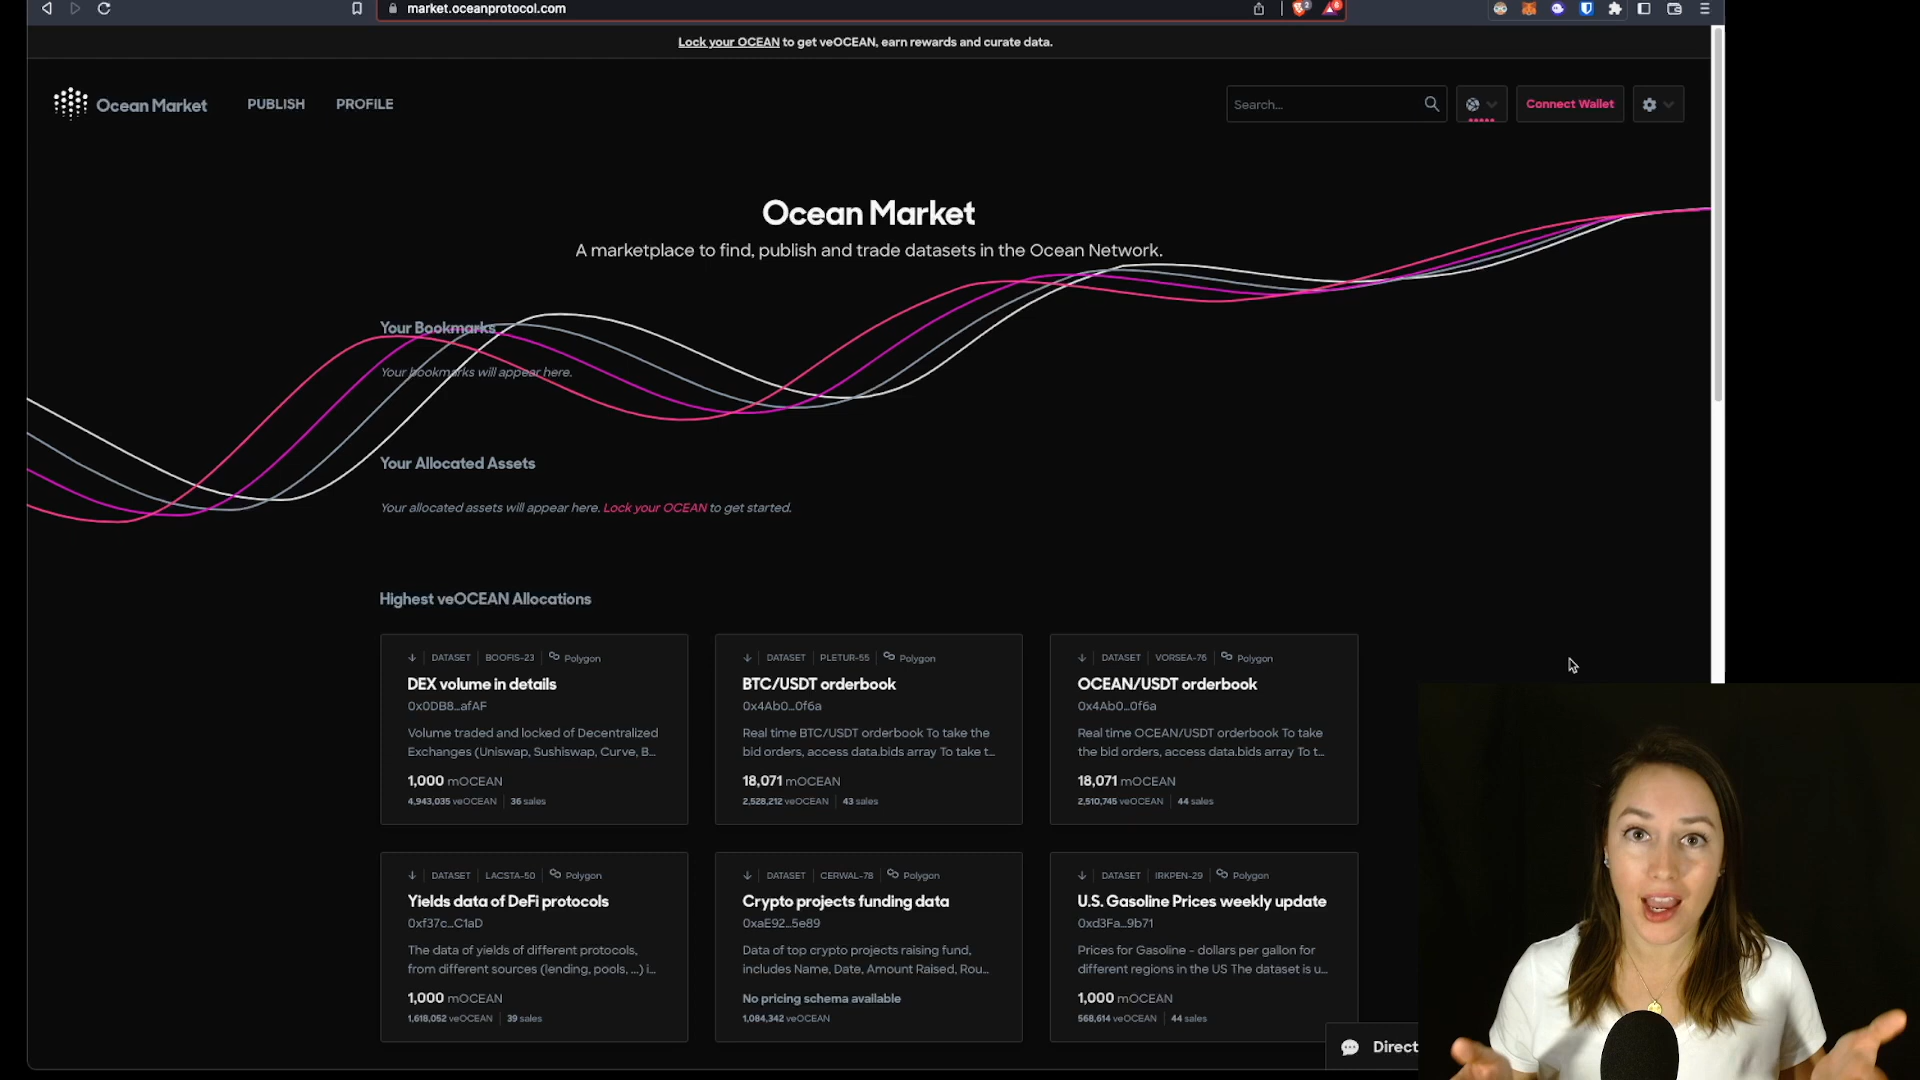 market.oceanprotocol.com
2
6
Lock your OCEAN to get veOCEAN, earn rewards and curate data.
Ocean Market
PUBLISH
PROFILE
Search...
Connect Wallet
Ocean Market
A marketplace to find, publish and trade datasets in the Ocean Network.
Your Bookmarks
Your bookmarks will appear here.
Your Allocated Assets
Your allocated assets will appear here. Lock your OCEAN to get started.
Highest veOCEAN Allocations
DATASET BOOFIS-23 Polygon
DEX volume in details
0x0DB8...afAF
Volume traded and locked of Decentralized
Exchanges (Uniswap, Sushiswap, Curve, B...
1,000 mOCEAN
4,943,035 veOCEAN 36 sales
DATASET PLETUR-55 Polygon
BTC/USDT orderbook
0x4Ab0...0f6a
Real time BTC/USDT orderbook To take the
bid orders, access data.bids array To take t...
18,071 mOCEAN
2,528,212 veOCEAN 43 sales
DATASET VORSEA-76 Polygon
OCEAN/USDT orderbook
0x4Ab0...0f6a
Real time OCEAN/USDT orderbook To take
the bid orders, access data.bids array To t...
18,071 mOCEAN
2,510,745 veOCEAN 44 sales
DATASET LACSTA-50 Polygon
Yields data of DeFi protocols
0xf37c...C1aD
The data of yields of different protocols,
from different sources (lending, pools, ...) i...
1,000 mOCEAN
1,618,052 veOCEAN 39 sales
DATASET CERWAL-78 Polygon
Crypto projects funding data
0xaE92...5e89
Data of top crypto projects raising fund,
includes Name, Date, Amount Raised, Rou...
No pricing schema available
1,084,342 veOCEAN
DATASET IRKPEN-29 Polygon
U.S. Gasoline Prices weekly update
0xd3Fa...9b71
Prices for Gasoline - dollars per gallon for
different regions in the US The dataset is u...
1,000 mOCEAN
568,614 veOCEAN 44 sales
Direct